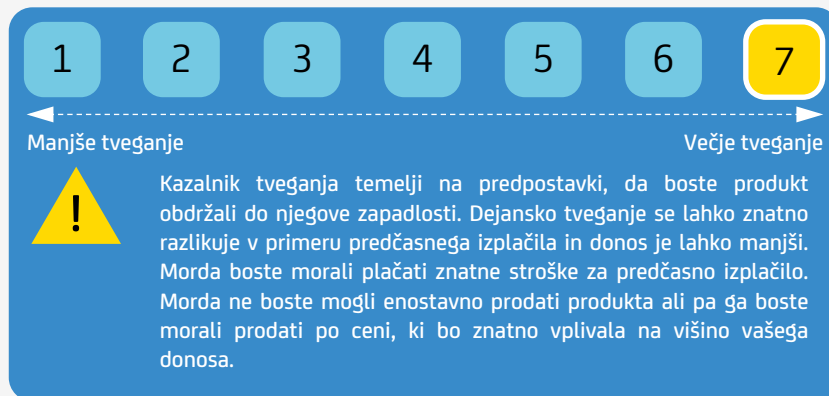 1 2 3 4 5 6 7
Manjše tveganje Večje tveganje
! Kazalnik tveganja temelji na predpostavki, da boste produkt
obdržali do njegove zapadlosti. Dejansko tveganje se lahko znatno
razlikuje v primeru predčasnega izplačila in donos je lahko manjši.
Morda boste morali plačati znatne stroške za predčasno izplačilo.
Morda ne boste mogli enostavno prodati produkta ali pa ga boste
morali prodati po ceni, ki bo znatno vplivala na višino vašega
donosa.